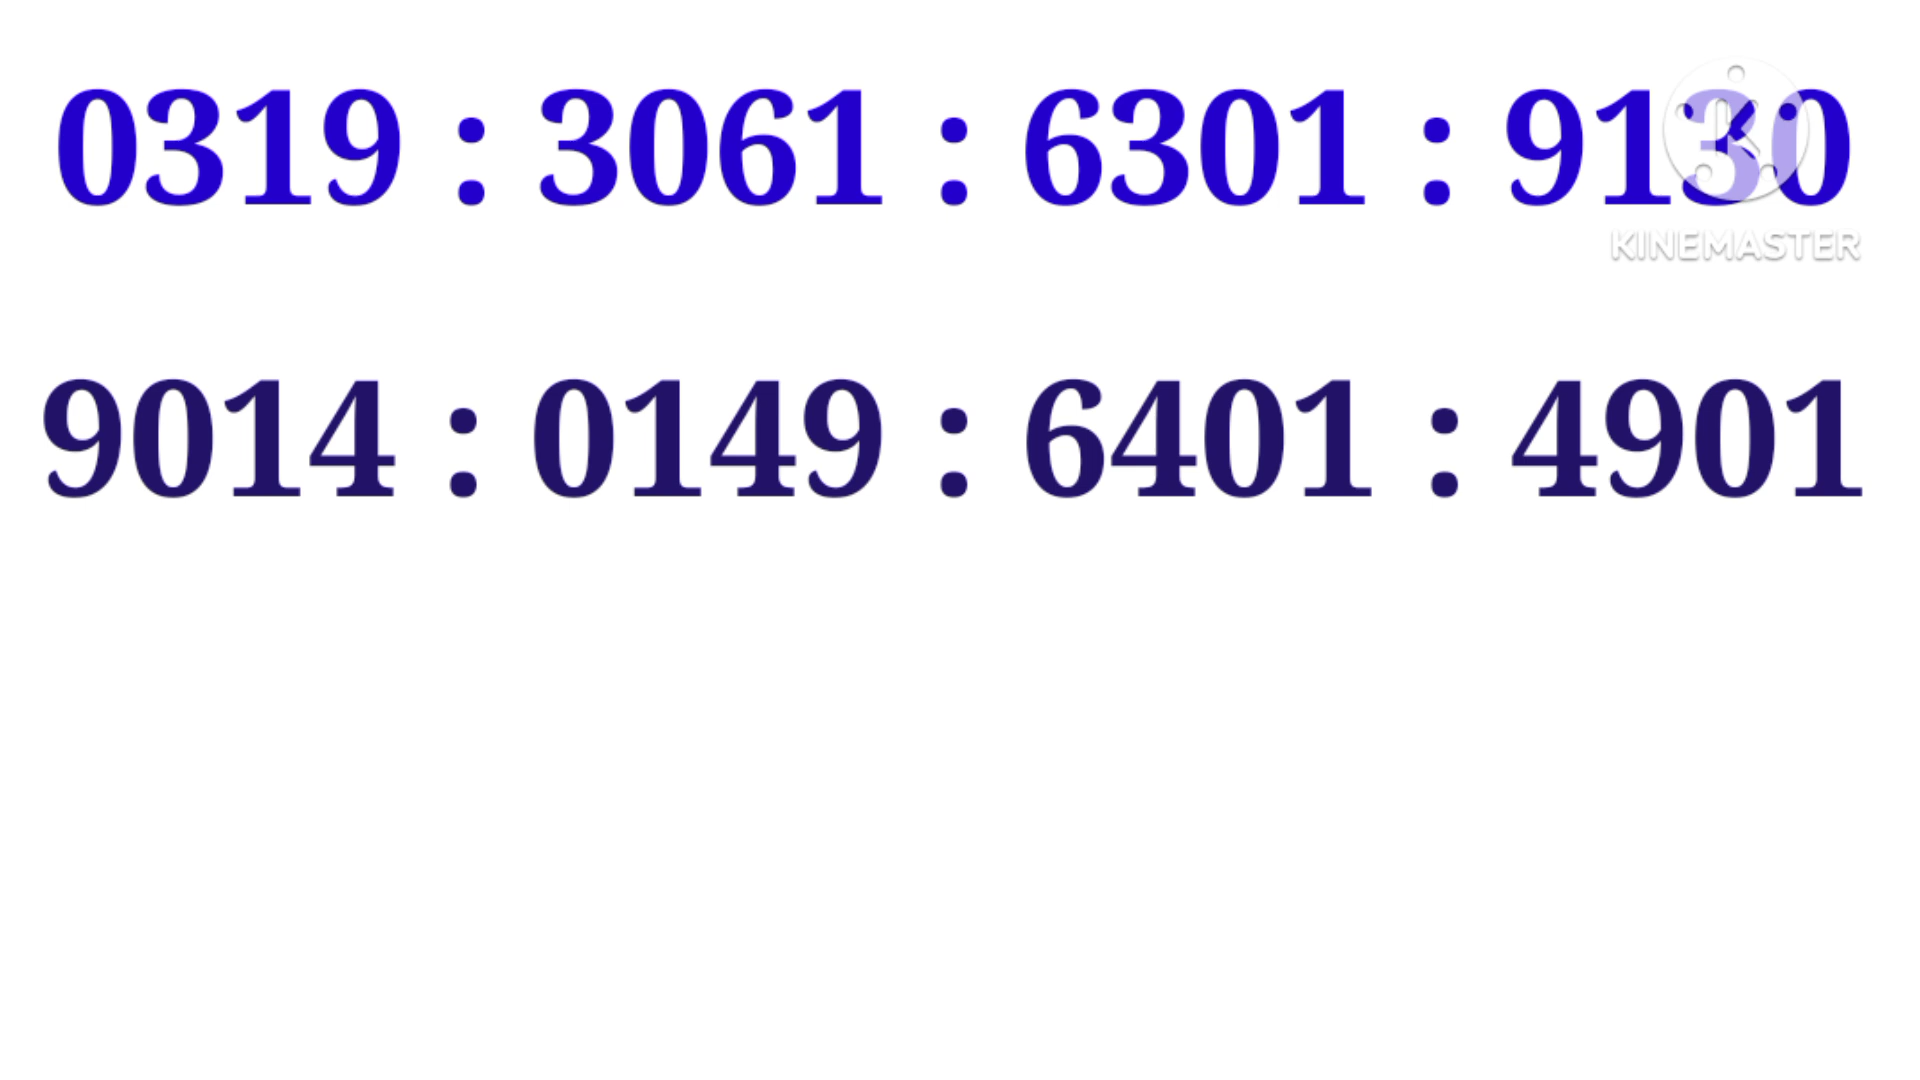 0319 : 3061 : 6301 : 9130
KINEMASTER
9014 : 0149 : 6401 : 4901